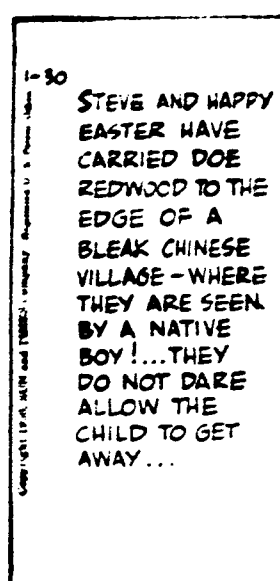 1-30
STEVE AND HAPPY
EASTER HAVE
CARRIED DOE
REDWOOD TO THE
EDGE OF A
BLEAK CHINESE
VILLAGE - WHERE
THEY ARE SEEN
BY A NATIVE
BOY!...THEY
DO NOT DARE
ALLOW THE
CHILD TO GET
AWAY...
Copyright